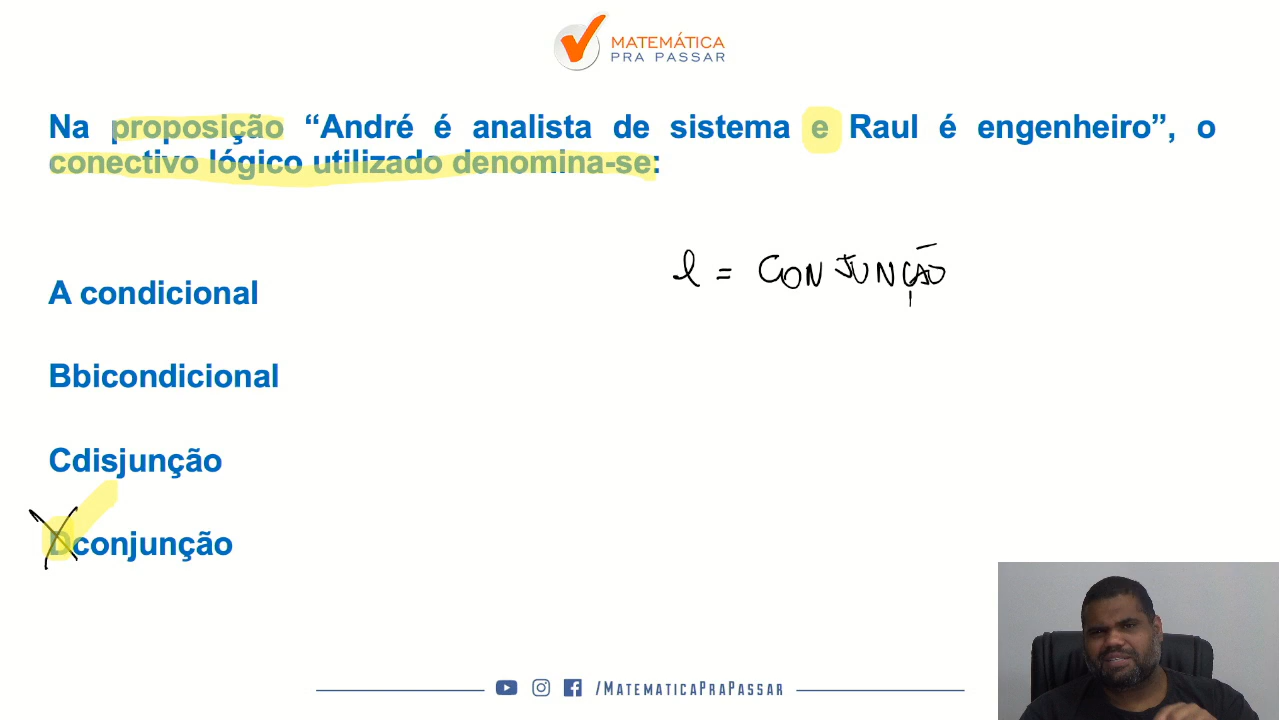 MATEMÁTICA
PRA PASSAR
Na proposição “André é analista de sistema e Raul é engenheiro”, o
conectivo lógico utilizado denomina-se:
e = CONJUNÇÃO
A condicional
Bbicondicional
Cdisjunção
Dconjunção
/MATEMATICAPRAPASSAR